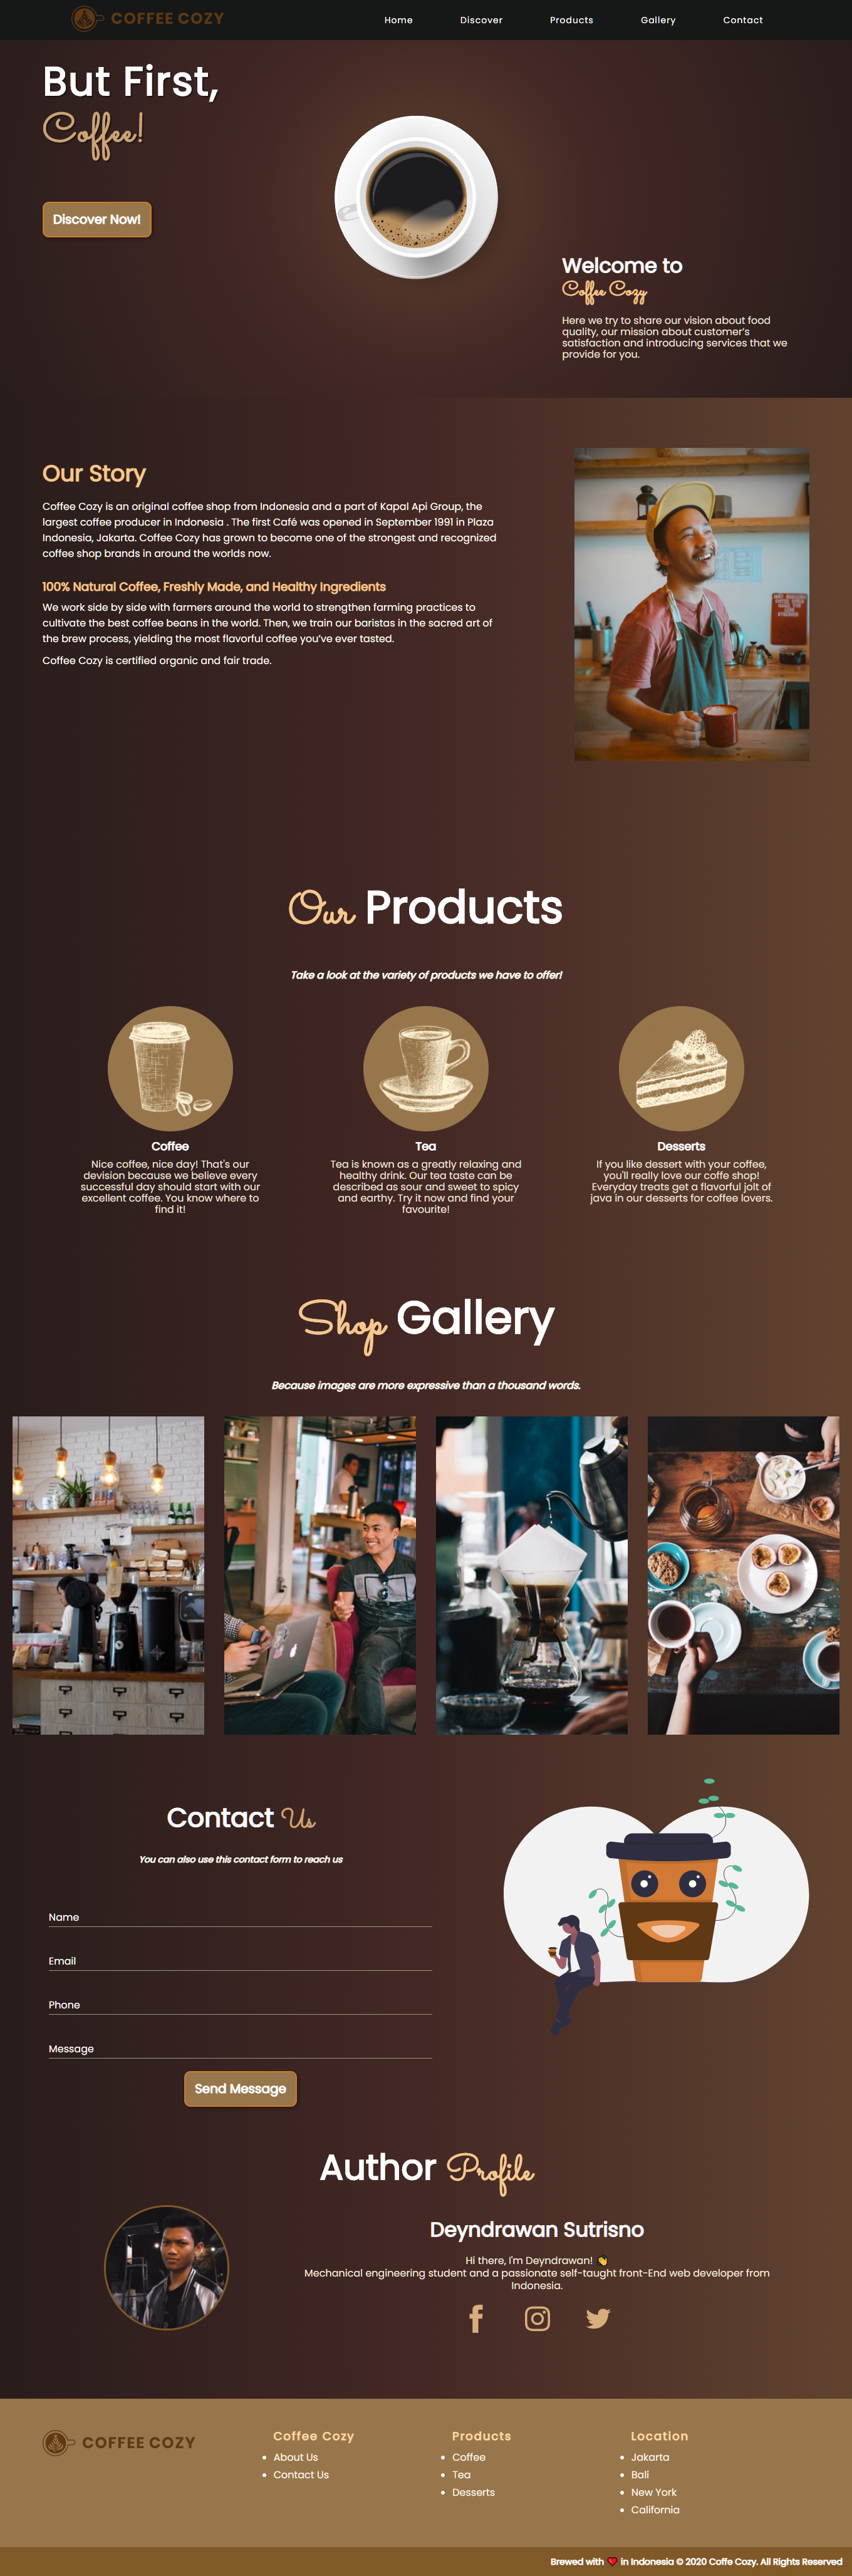 COFFEE COZY
Home Discover Products Gallery Contact
But First,
Coffee!
Discover Now!
Welcome to
Coffee Cozy
Here we try to share our vision about food
quality, our mission about customer's
satisfaction and introducing services that we
provide for you.
Our Story
Coffee Cozy is an original coffee shop from Indonesia and a part of Kapal Api Group, the
largest coffee producer in Indonesia . The first Café was opened in September 1991 in Plaza
Indonesia, Jakarta. Coffee Cozy has grown to become one of the strongest and recognized
coffee shop brands in around the worlds now.
100% Natural Coffee, Freshly Made, and Healthy Ingredients
We work side by side with farmers around the world to strengthen farming practices to
cultivate the best coffee beans in the world. Then, we train our baristas in the sacred art of
the brew process, yielding the most flavorful coffee you've ever tasted.
Coffee Cozy is certified organic and fair trade.
Our Products
Take a look at the variety of products we have to offer!
Coffee
Nice coffee, nice day! That's our
devision because we believe every
successful day should start with our
excellent coffee. You know where to
find it!
Tea
Tea is known as a greatly relaxing and
healthy drink. Our tea taste can be
described as sour and sweet to spicy
and earthy. Try it now and find your
favourite!
Desserts
If you like dessert with your coffee,
you'll really love our coffe shop!
Everyday treats get a flavorful jolt of
java in our desserts for coffee lovers.
Shop Gallery
Because images are more expressive than a thousand words.
Contact Us
You can also use this contact form to reach us
Name
Email
Phone
Message
Send Message
Author Profile
Deyndrawan Sutrisno
Hi there, I'm Deyndrawan! 👋
Mechanical engineering student and a passionate self-taught front-End web developer from
Indonesia.
COFFEE COZY
Coffee Cozy
About Us
Contact Us
Products
Coffee
Tea
Desserts
Location
Jakarta
Bali
New York
California
Brewed with ❤️ in Indonesia © 2020 Coffe Cozy. All Rights Reserved